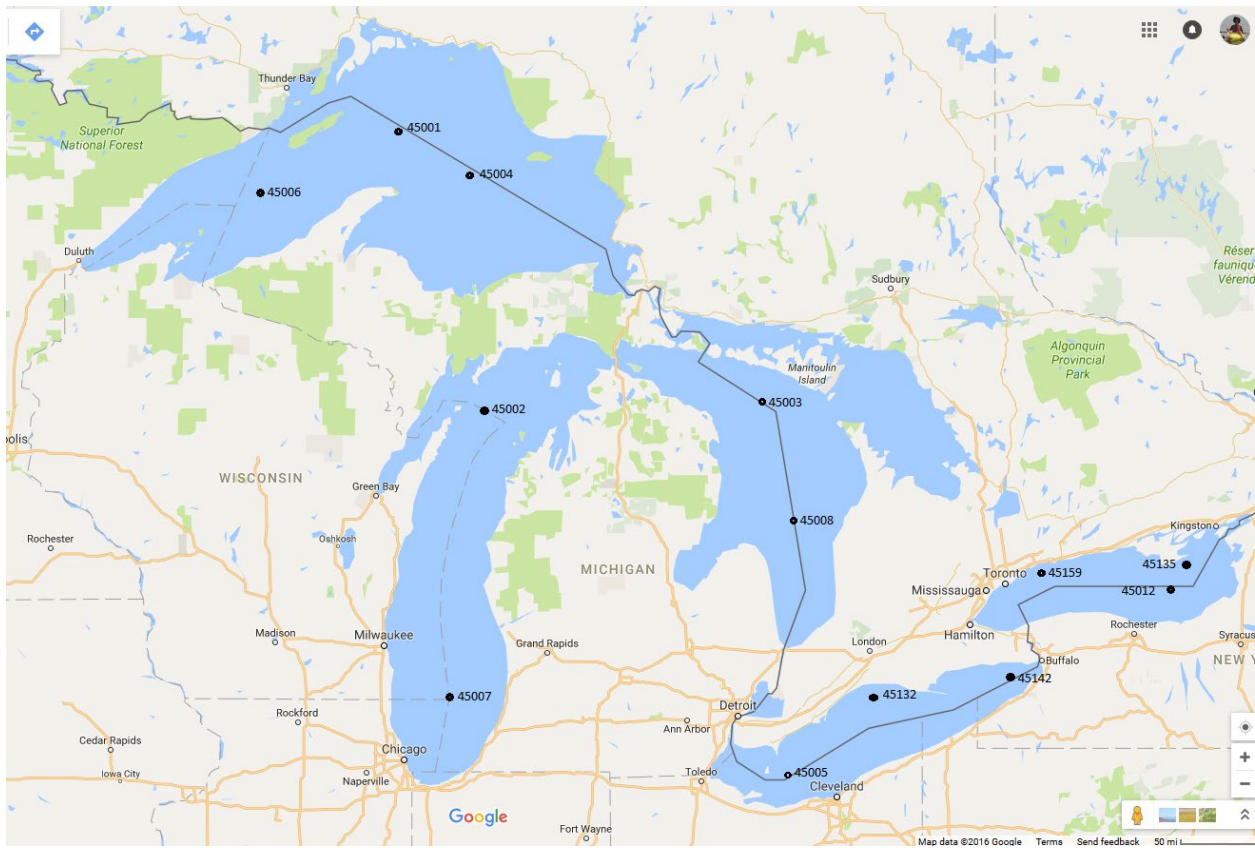 Thunder Bay
45001
Superior
National Forest
45004
45006
Duluth
Réser
faunique
Vérend
Sudbury
Algonquin
Provincial
Park
Manitoulin
Island
45003
45002
olis
WISCONSIN
Green Bay
45008
Kingston
Oshkosh
Rochester
MICHIGAN
Toronto
45159
45135
Mississauga
45012
Hamilton
Rochester
Syracus
Madison
Milwaukee
Grand Rapids
London
Buffalo
NEW Y
45142
45007
45132
Rockford
Detroit
Ann Arbor
Cedar Rapids
Chicago
Iowa City
Naperville
Toledo
45005
Cleveland
Google
Fort Wayne
Map data ©2016 Google Terms Send feedback 50 mi